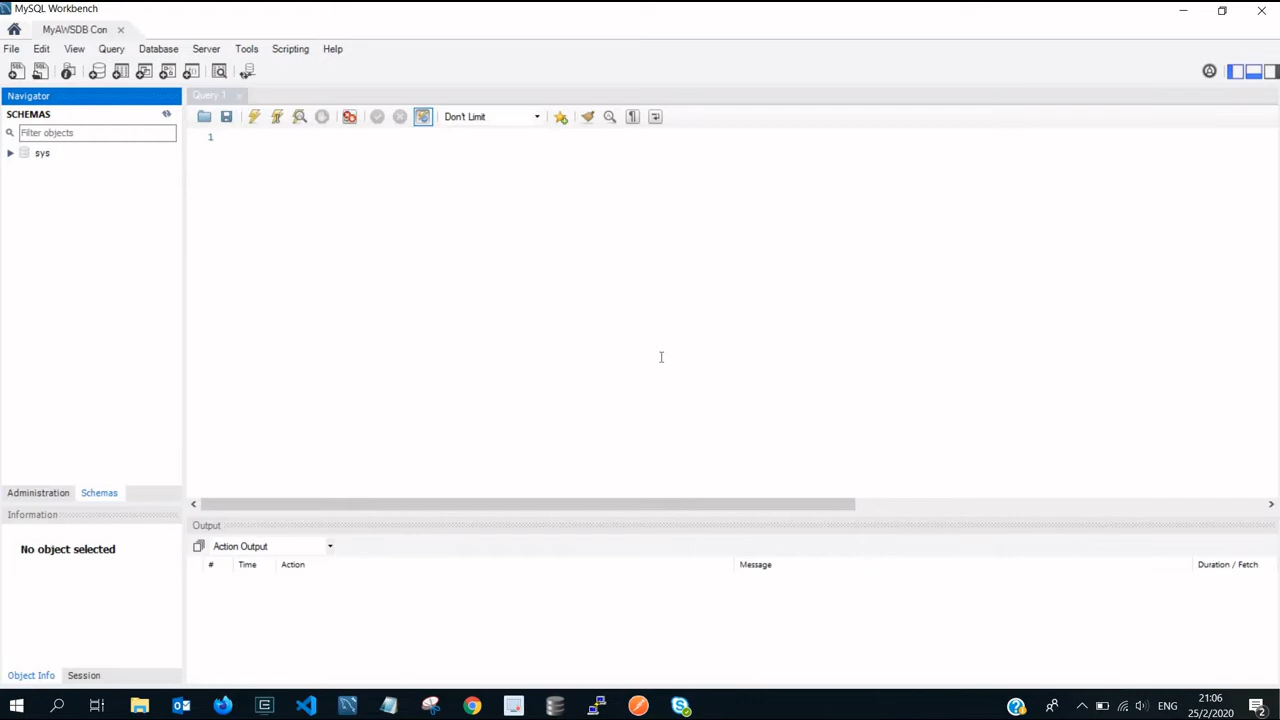 MySQL Workbench
MyAWSDB Con
File Edit View Query Database Server Tools Scripting Help
Navigator
Query 1
SCHEMAS
Don't Limit
Filter objects
1
sys
Administration Schemas
Information
Output
No object selected
Action Output
# Time Action Message Duration / Fetch
Object Info Session
21:06
ENG
25/2/2020
2